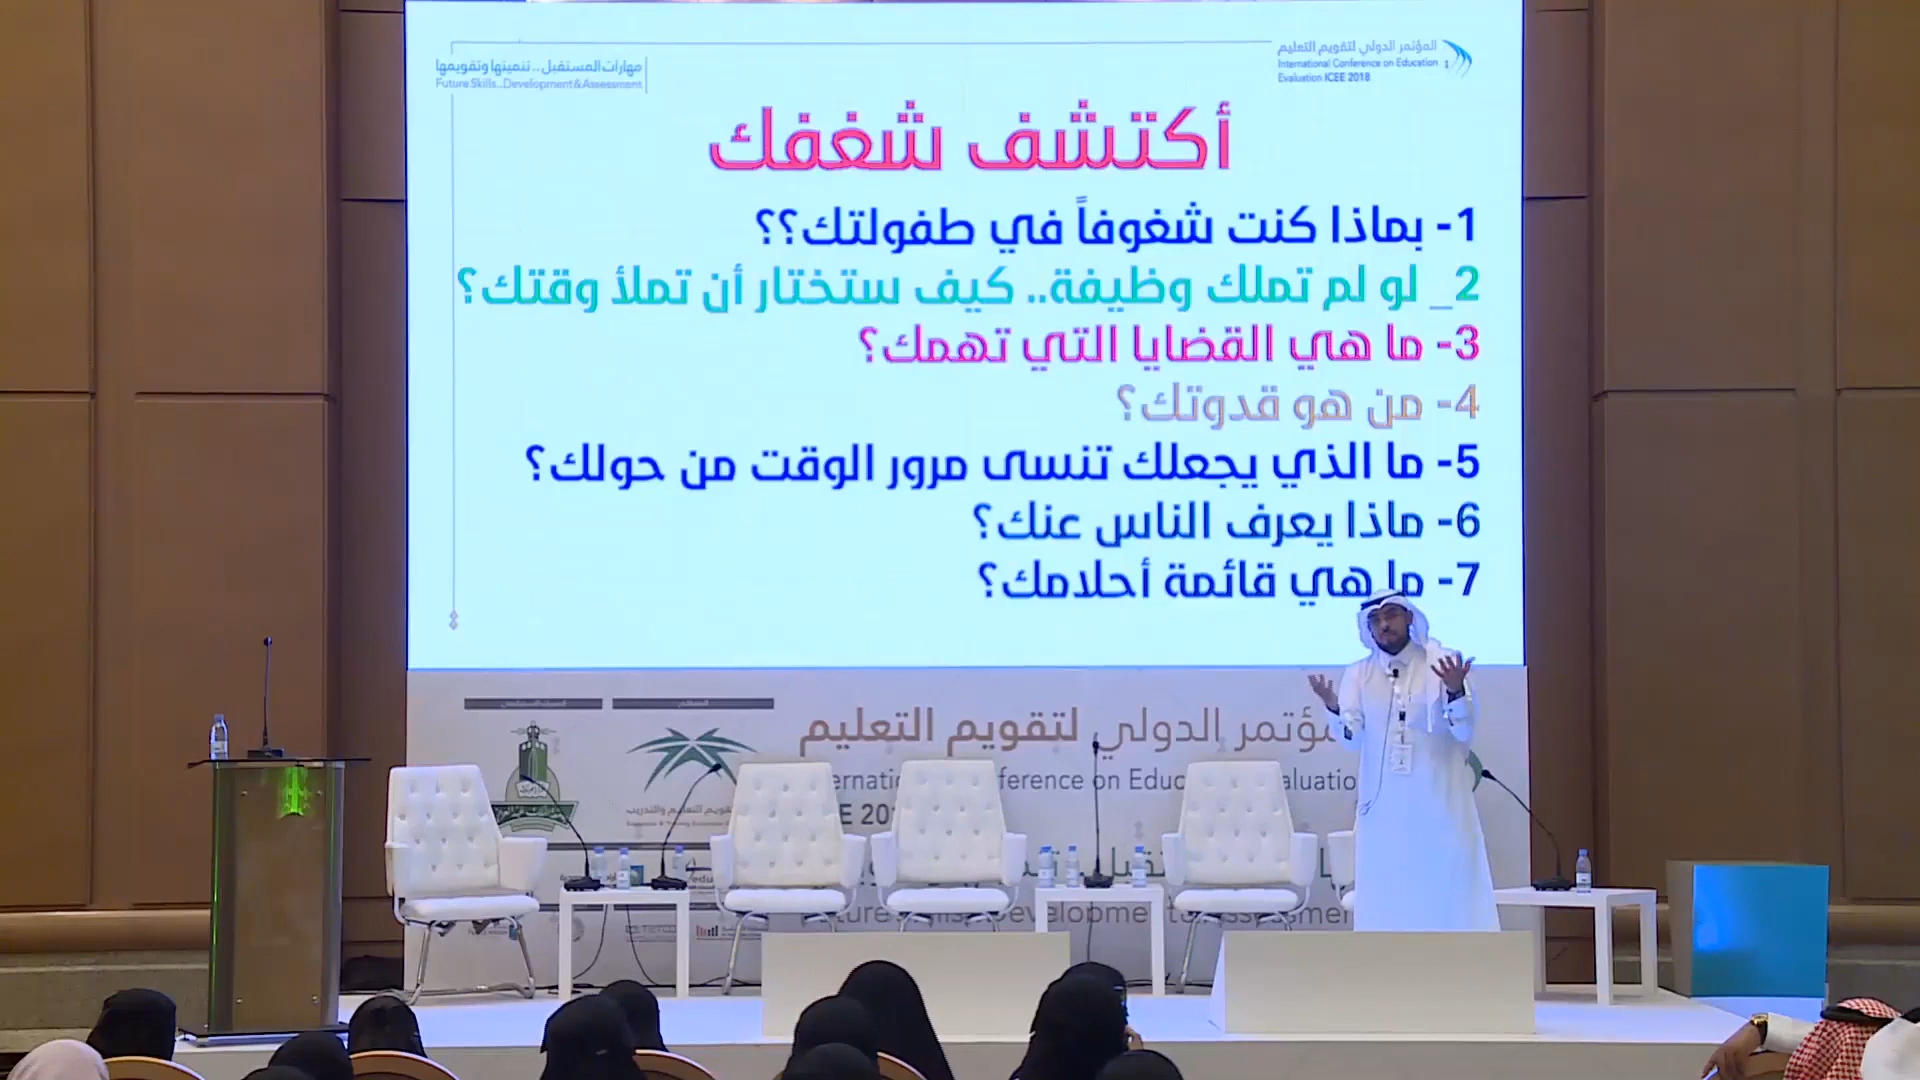 المؤتمر الدولي لتقويم التعليم
International Conference on Education
Evaluation ICEE 2018
مهارات المستقبل.. تنميتها وتقويمها
Future Skills..Development&Assessment
أكتشف شغفك
1- بماذا كنت شغوفاً في طفولتك؟؟
2_ لو لم تملك وظيفة.. كيف ستختار أن تملأ وقتك؟
3- ما هي القضايا التي تهمك؟
4- من هو قدوتك؟
5- ما الذي يجعلك تنسى مرور الوقت من حولك؟
6- ماذا يعرف الناس عنك؟
7- ما هي قائمة أحلامك؟
الدولي لتقويم التعليم
on